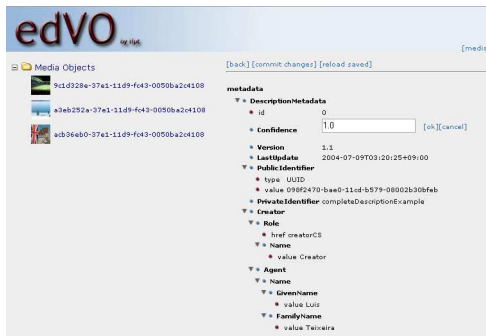 edVO
[media
Media Objects
9c1d328e-37e1-11d9-fc43-0050ba2c4108
a3eb252a-37e1-11d9-fc43-0050ba2c4108
acb36eb0-37e1-11d9-fc43-0050ba2c4108
[back] [commit changes] [reload saved]
metadata
DescriptionMetadata
id 0
Confidence 1.0 [ok][cancel]
Version 1.1
LastUpdate 2004-07-09T03:20:25+09:00
PublicIdentifier
type UUID
value 098f2470-bae0-11cd-b579-08002b30bfeb
PrivateIdentifier completeDescriptionExample
Creator
Role
href creatorCS
Name
value Creator
Agent
Name
GivenName
value Luis
FamilyName
value Teixeira